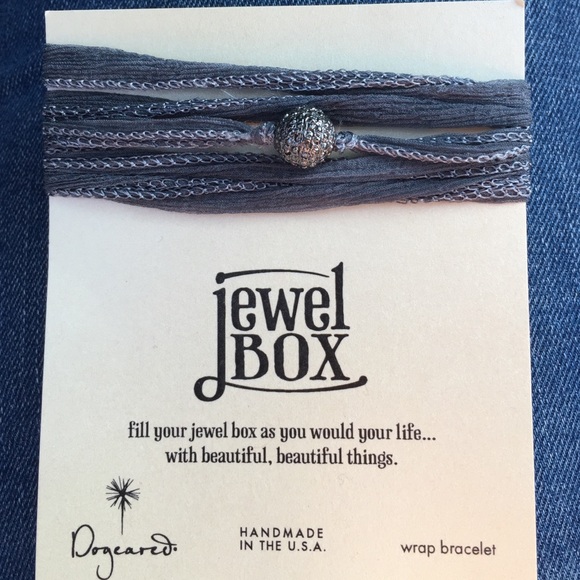 jewel
BOX
fill your jewel box as you would your life...
with beautiful, beautiful things.
Dogeared.
HANDMADE
IN THE U.S.A.
wrap bracelet